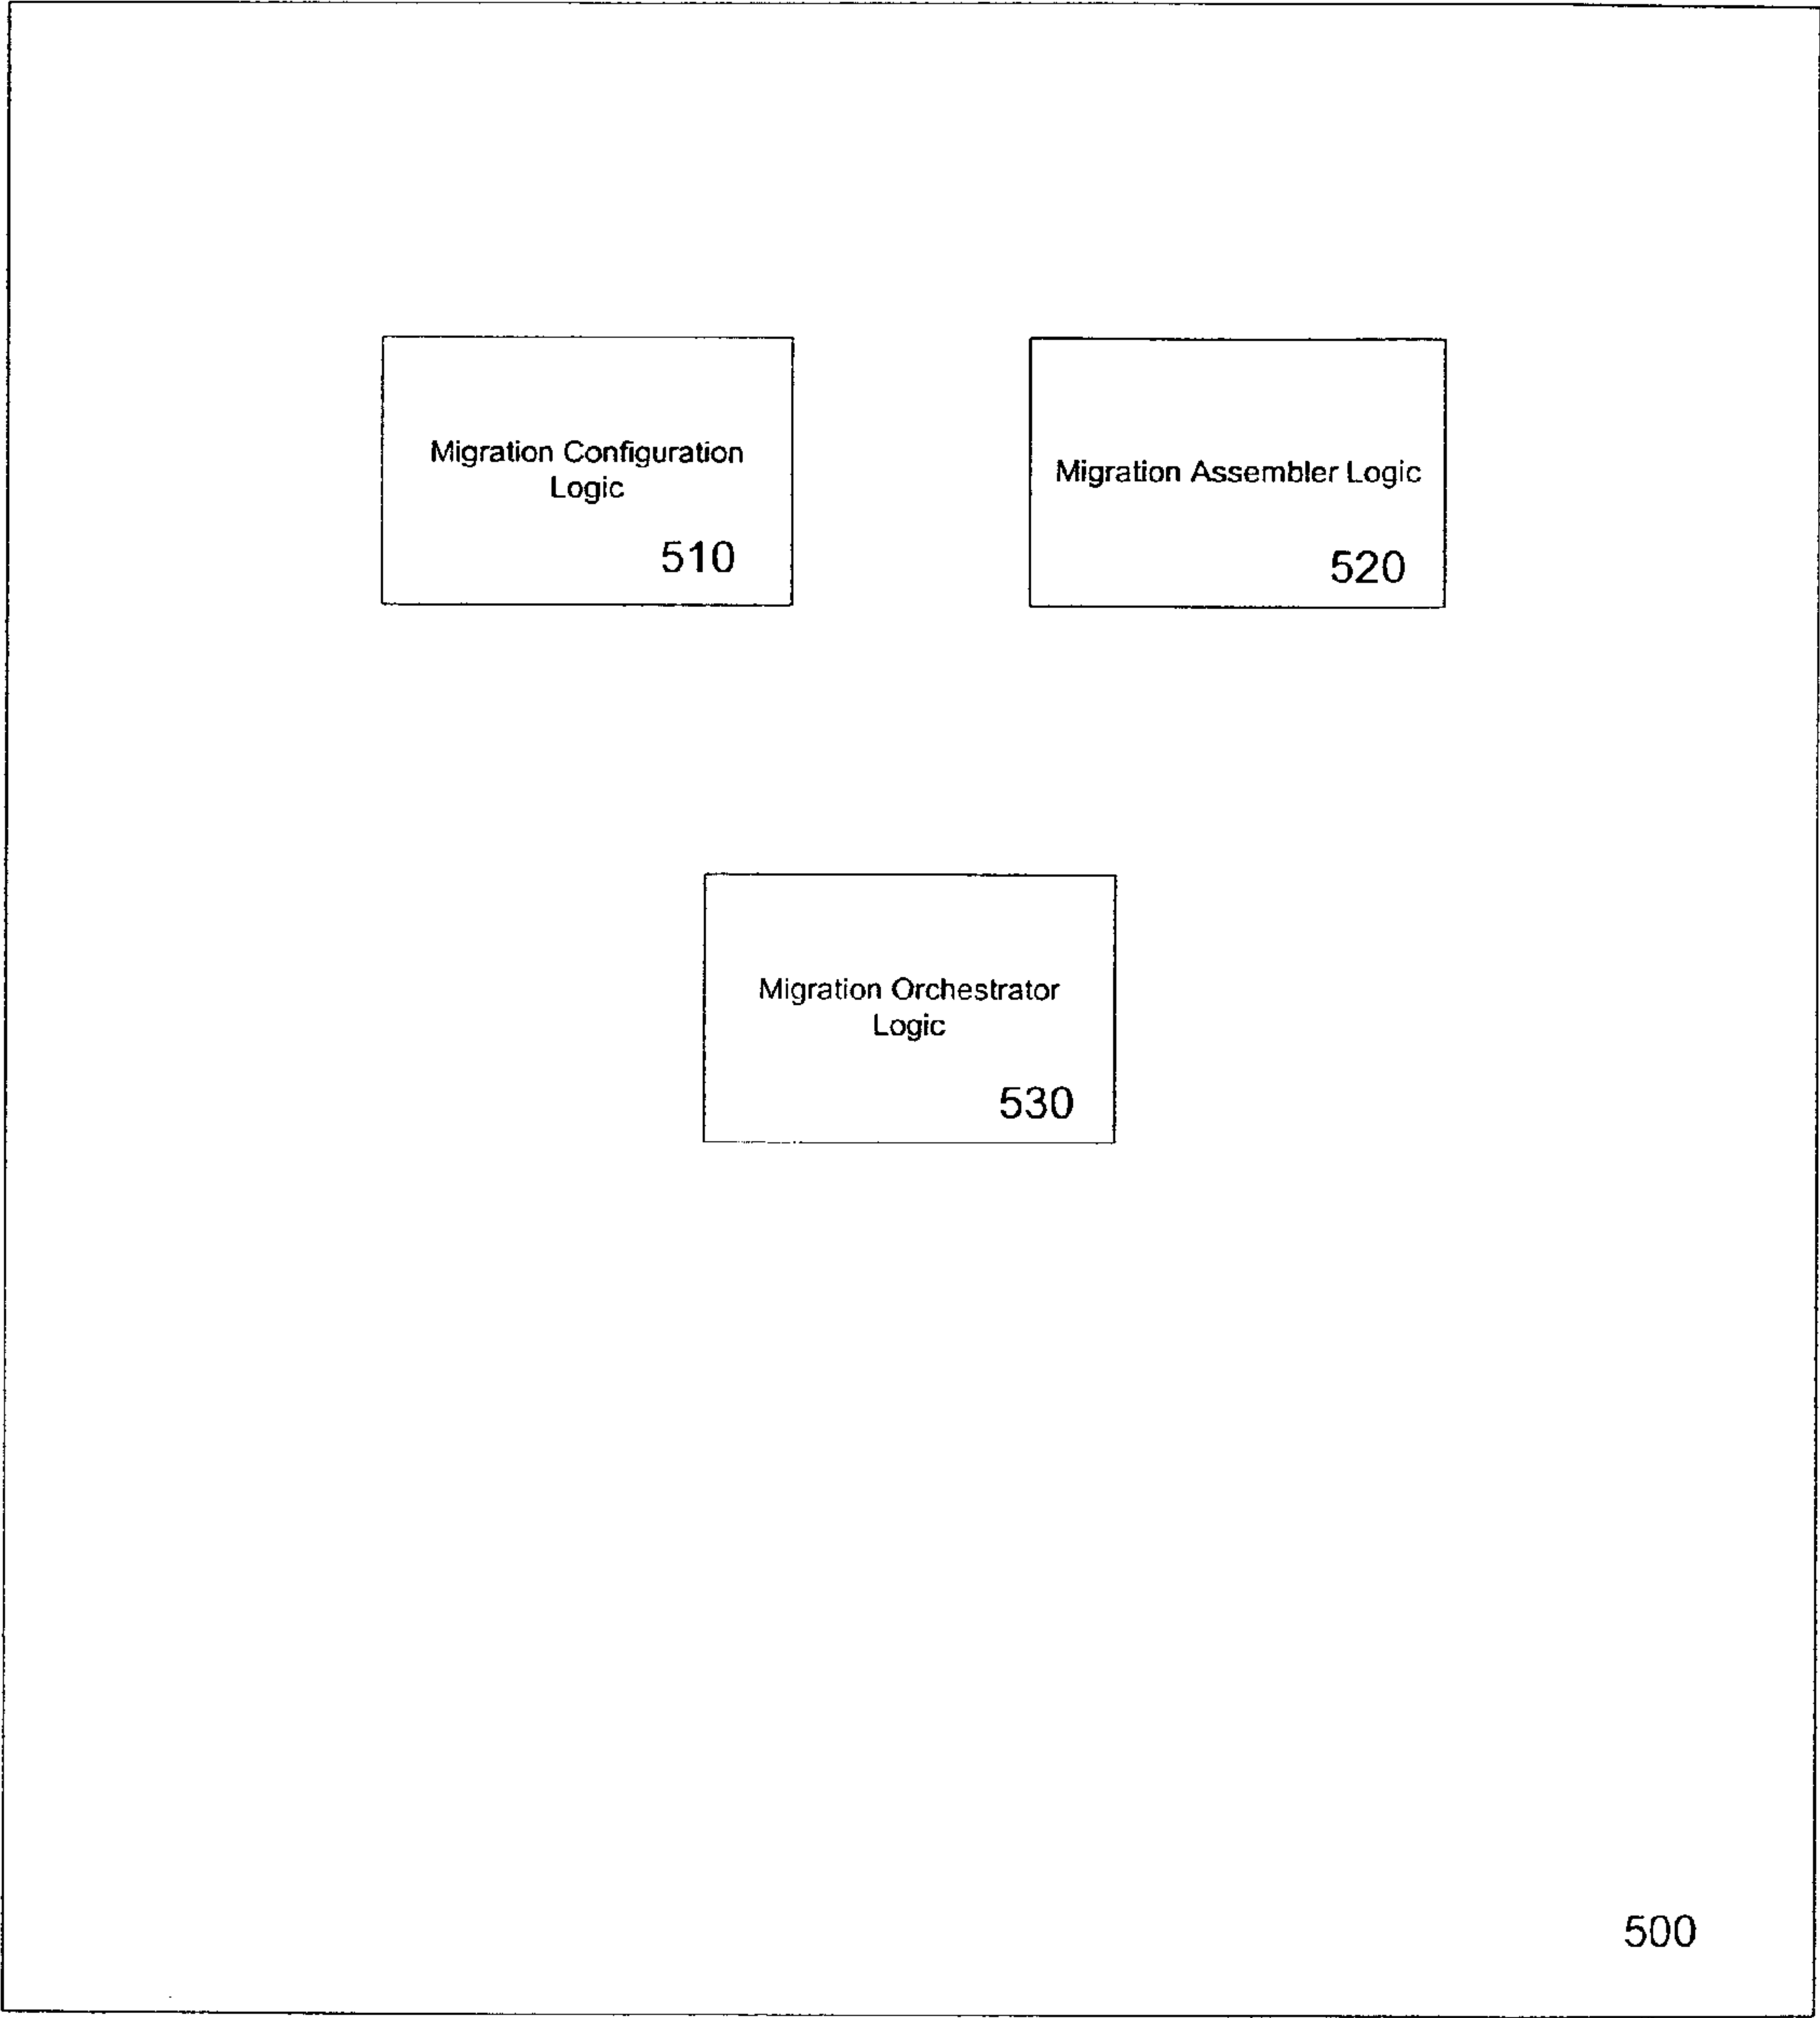 Migration Configuration
Logic
510
Migration Assembler Logic
520
Migration Orchestrator
Logic
530
500